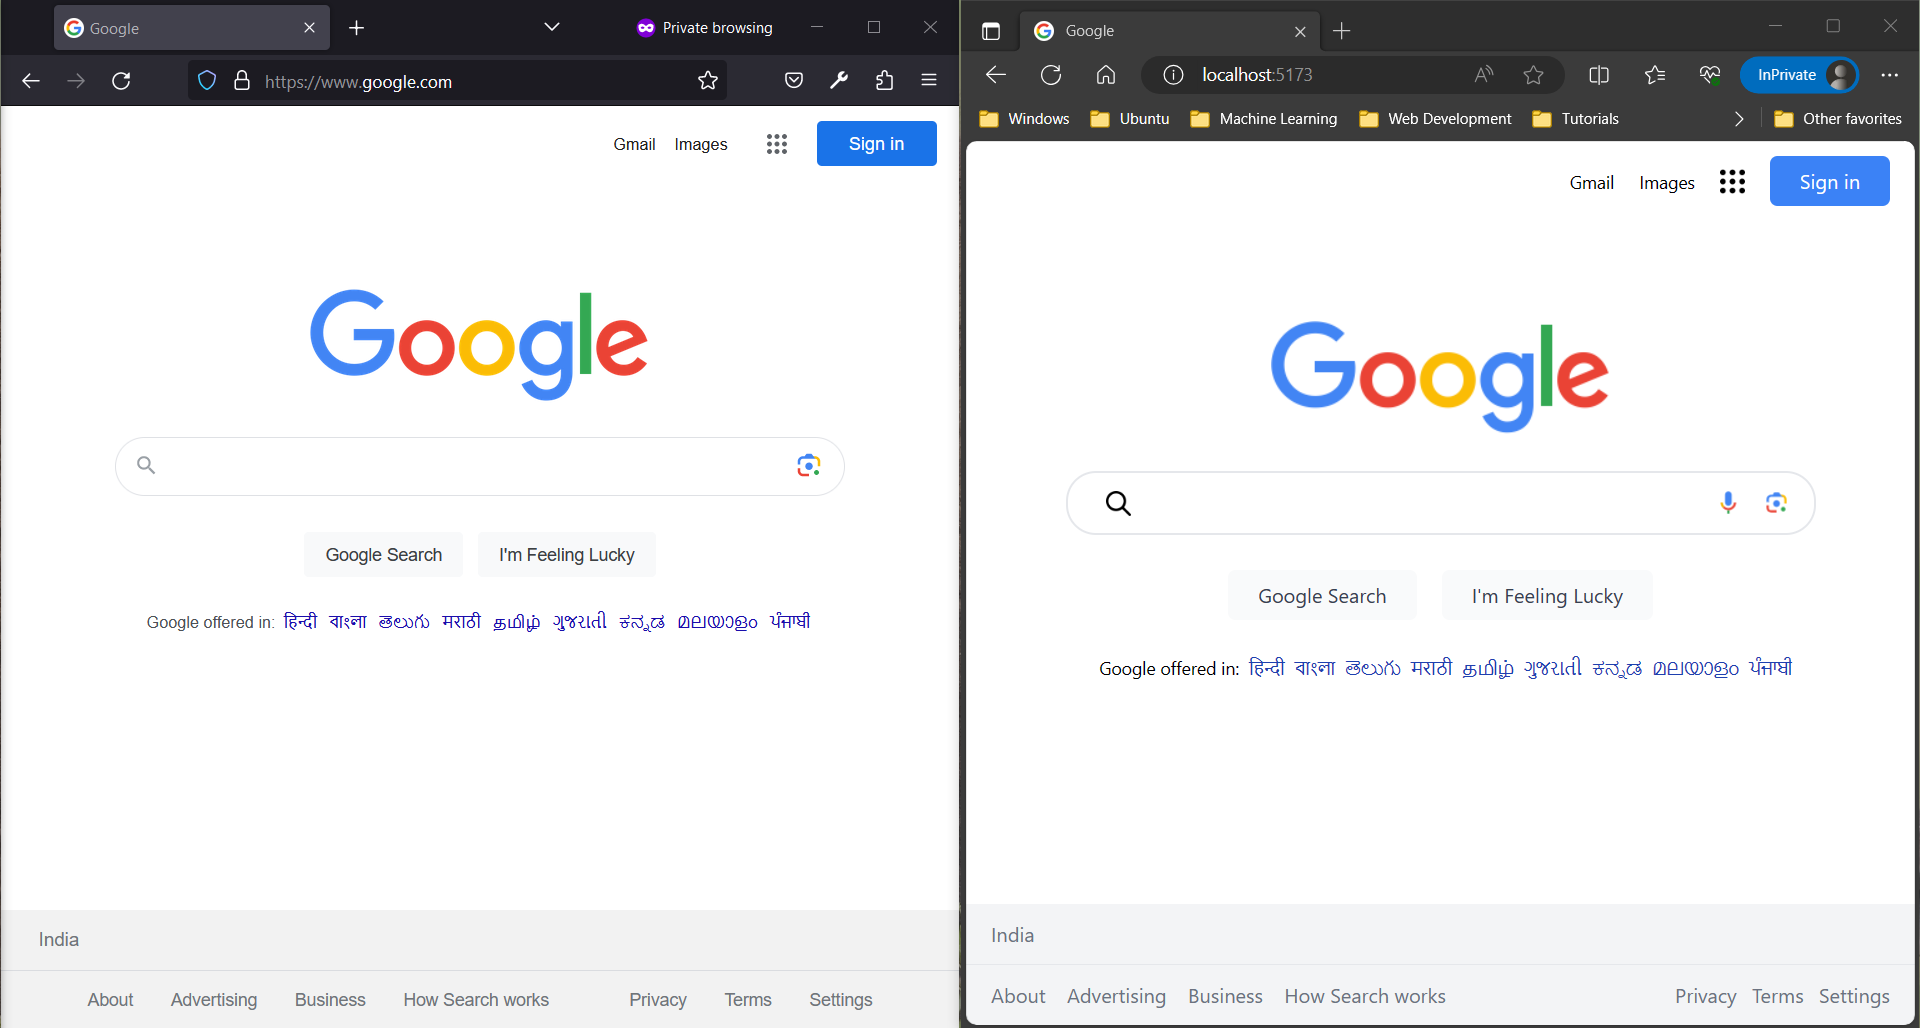 Google
Private browsing
https://www.google.com
Gmail Images Sign in
Google
Google Search I'm Feeling Lucky
Google offered in: हिन्दी বাংলা తెలుగు मराठी தமிழ் ગુજરાતી ಕನ್ನಡ മലയാളം ਪੰਜਾਬੀ
India
About Advertising Business How Search works Privacy Terms Settings
Google
localhost:5173
InPrivate
Windows Ubuntu Machine Learning Web Development Tutorials Other favorites
Gmail Images Sign in
Google
Google Search I'm Feeling Lucky
Google offered in: हिन्दी বাংলা తెలుగు मराठी தமிழ் ગુજરાતી ಕನ್ನಡ മലയാളം ਪੰਜਾਬੀ
India
About Advertising Business How Search works Privacy Terms Settings